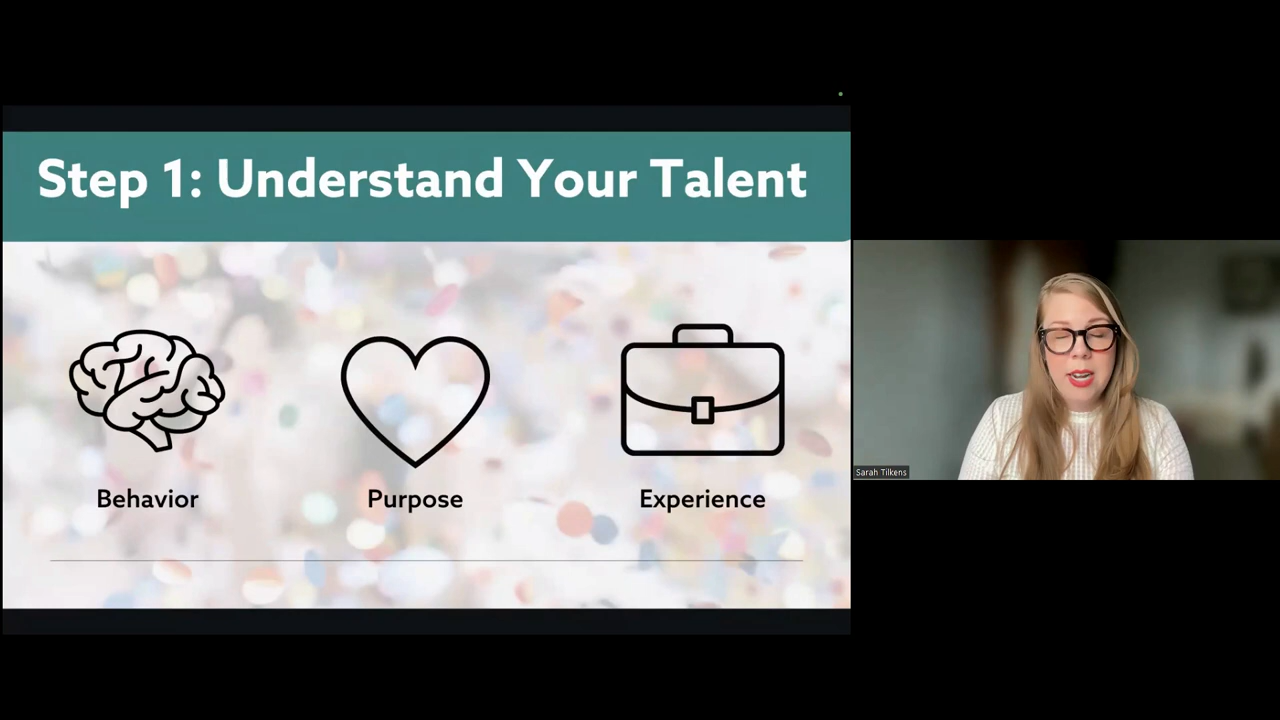 Step 1: Understand Your Talent
Behavior
Purpose
Experience
Sarah Tilkens